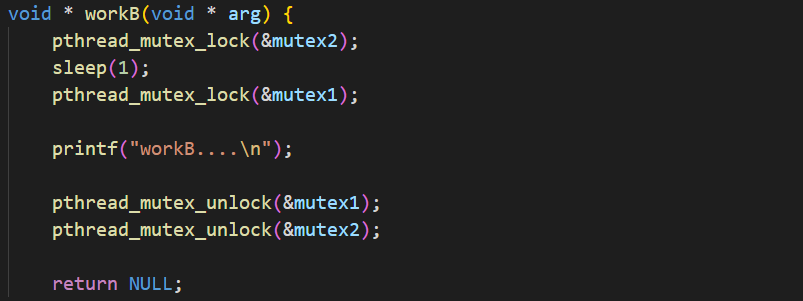 void * workB(void * arg) {
    pthread_mutex_lock(&mutex2);
    sleep(1);
    pthread_mutex_lock(&mutex1);

    printf("workB....\n");

    pthread_mutex_unlock(&mutex1);
    pthread_mutex_unlock(&mutex2);

    return NULL;